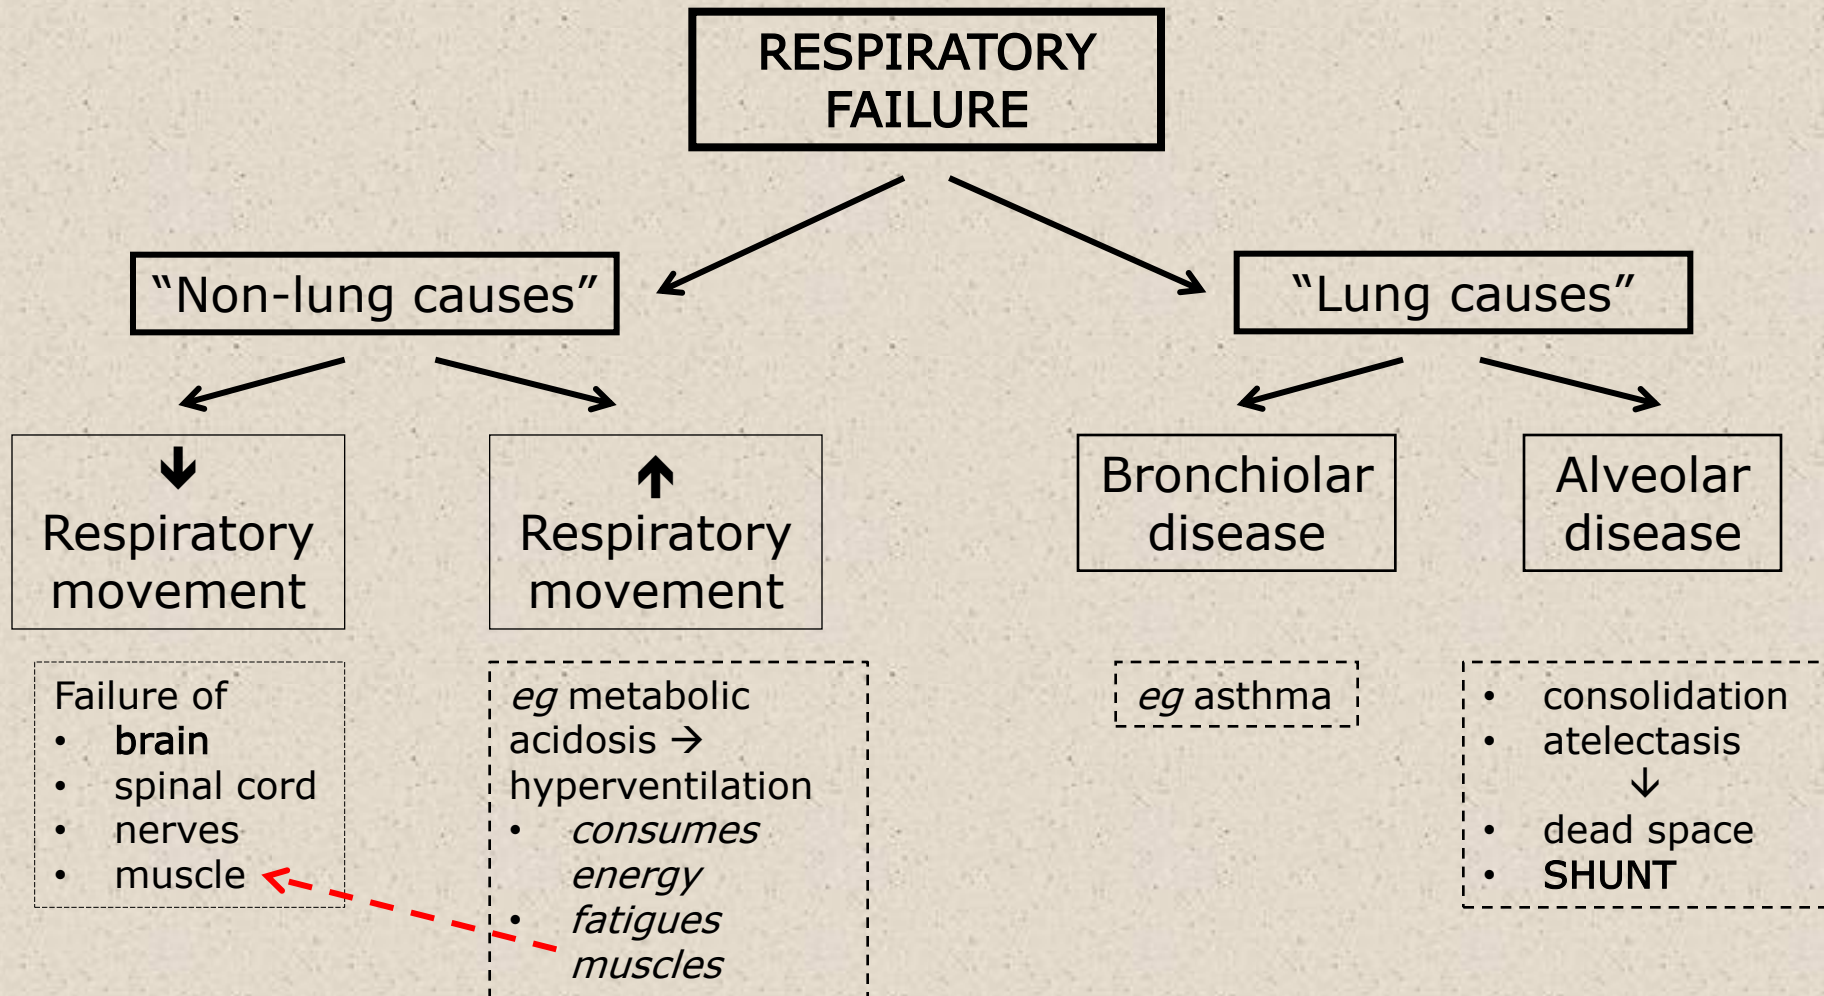 RESPIRATORY
FAILURE
“Non-lung causes”
“Lung causes”
↓
Respiratory
movement
↑
Respiratory
movement
Bronchiolar
disease
Alveolar
disease
Failure of
• brain
• spinal cord
• nerves
• muscle
eg metabolic
acidosis →
hyperventilation
• consumes
energy
• fatigues
muscles
eg asthma
• consolidation
• atelectasis
↓
• dead space
• SHUNT